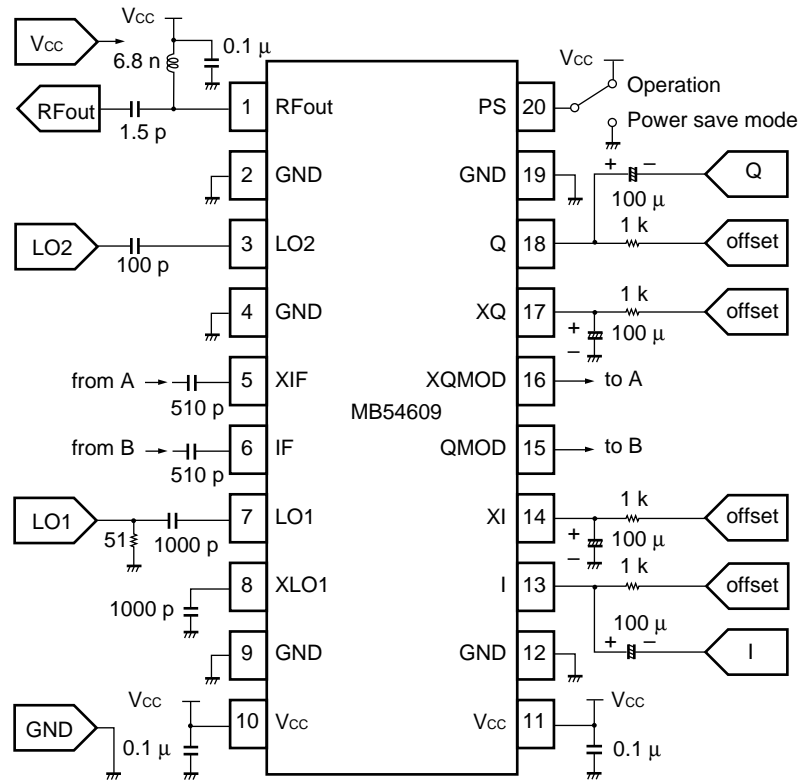 Vcc
Vcc
6.8 n
0.1 μ
RFout
1.5 p
1
RFout
PS
20
Vcc
Operation
Power save mode
2
GND
GND
19
+ −
100 μ
Q
LO2
100 p
3
LO2
Q
18
1 k
offset
4
GND
XQ
17
1 k
offset
+
−
100 μ
from A
510 p
5
XIF
XQMOD
16
to A
MB54609
from B
510 p
6
IF
QMOD
15
to B
LO1
51
1000 p
7
LO1
XI
14
1 k
offset
+
−
100 μ
1000 p
8
XLO1
I
13
1 k
offset
100 μ
+ −
I
9
GND
GND
12
GND
Vcc
0.1 μ
10
Vcc
Vcc
11
Vcc
0.1 μ